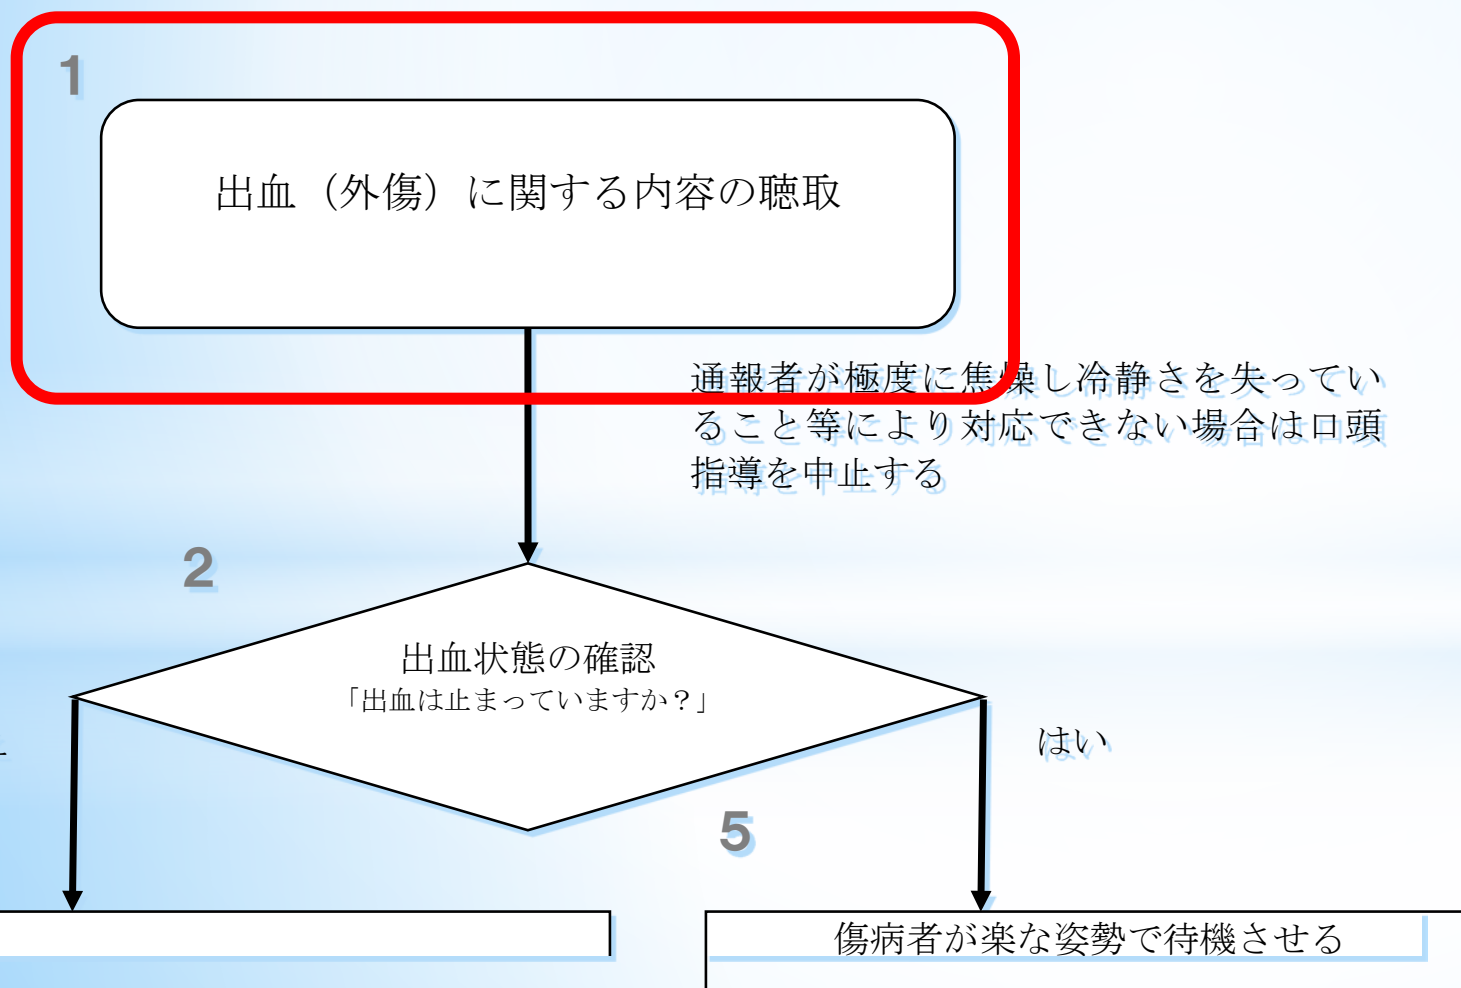 1
出血（外傷）に関する内容の聴取
通報者が極度に焦燥し冷静さを失ってい
ること等により対応できない場合は口頭
指導を中止する
2
出血状態の確認
「出血は止まっていますか？」
はい
5
傷病者が楽な姿勢で待機させる